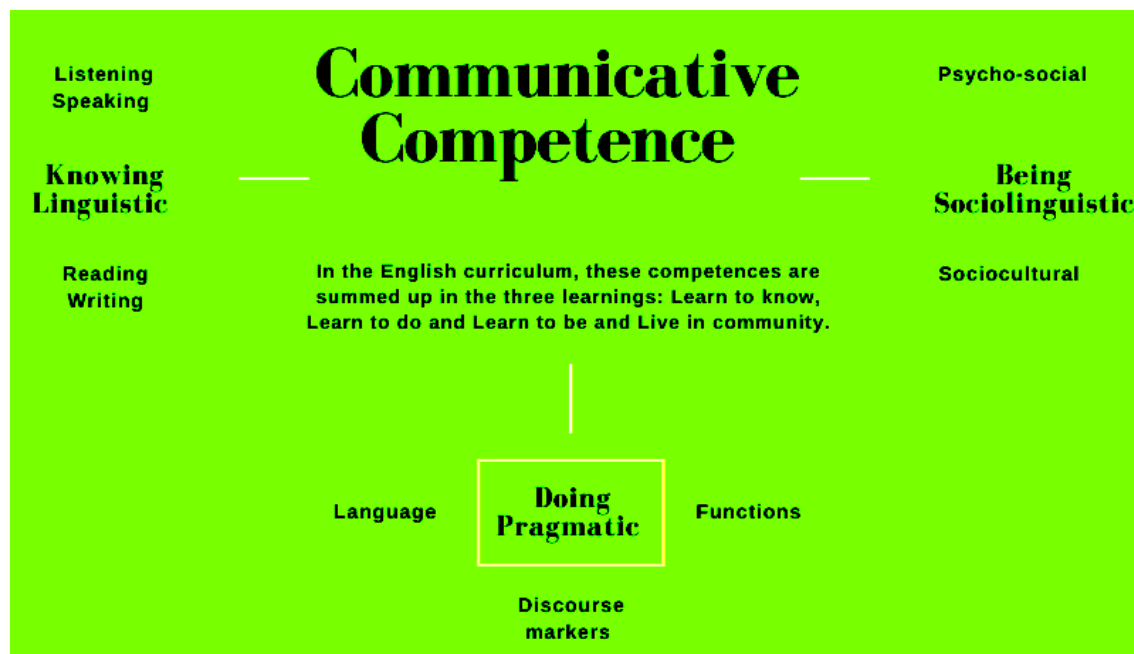 Communicative
Competence
Listening
Speaking
Knowing
Linguistic
Reading
Writing
Psycho-social
Being
Sociolinguistic
Sociocultural
In the English curriculum, these competences are
summed up in the three learnings: Learn to know,
Learn to do and Learn to be and Live in community.
Language
Doing
Pragmatic
Functions
Discourse
markers